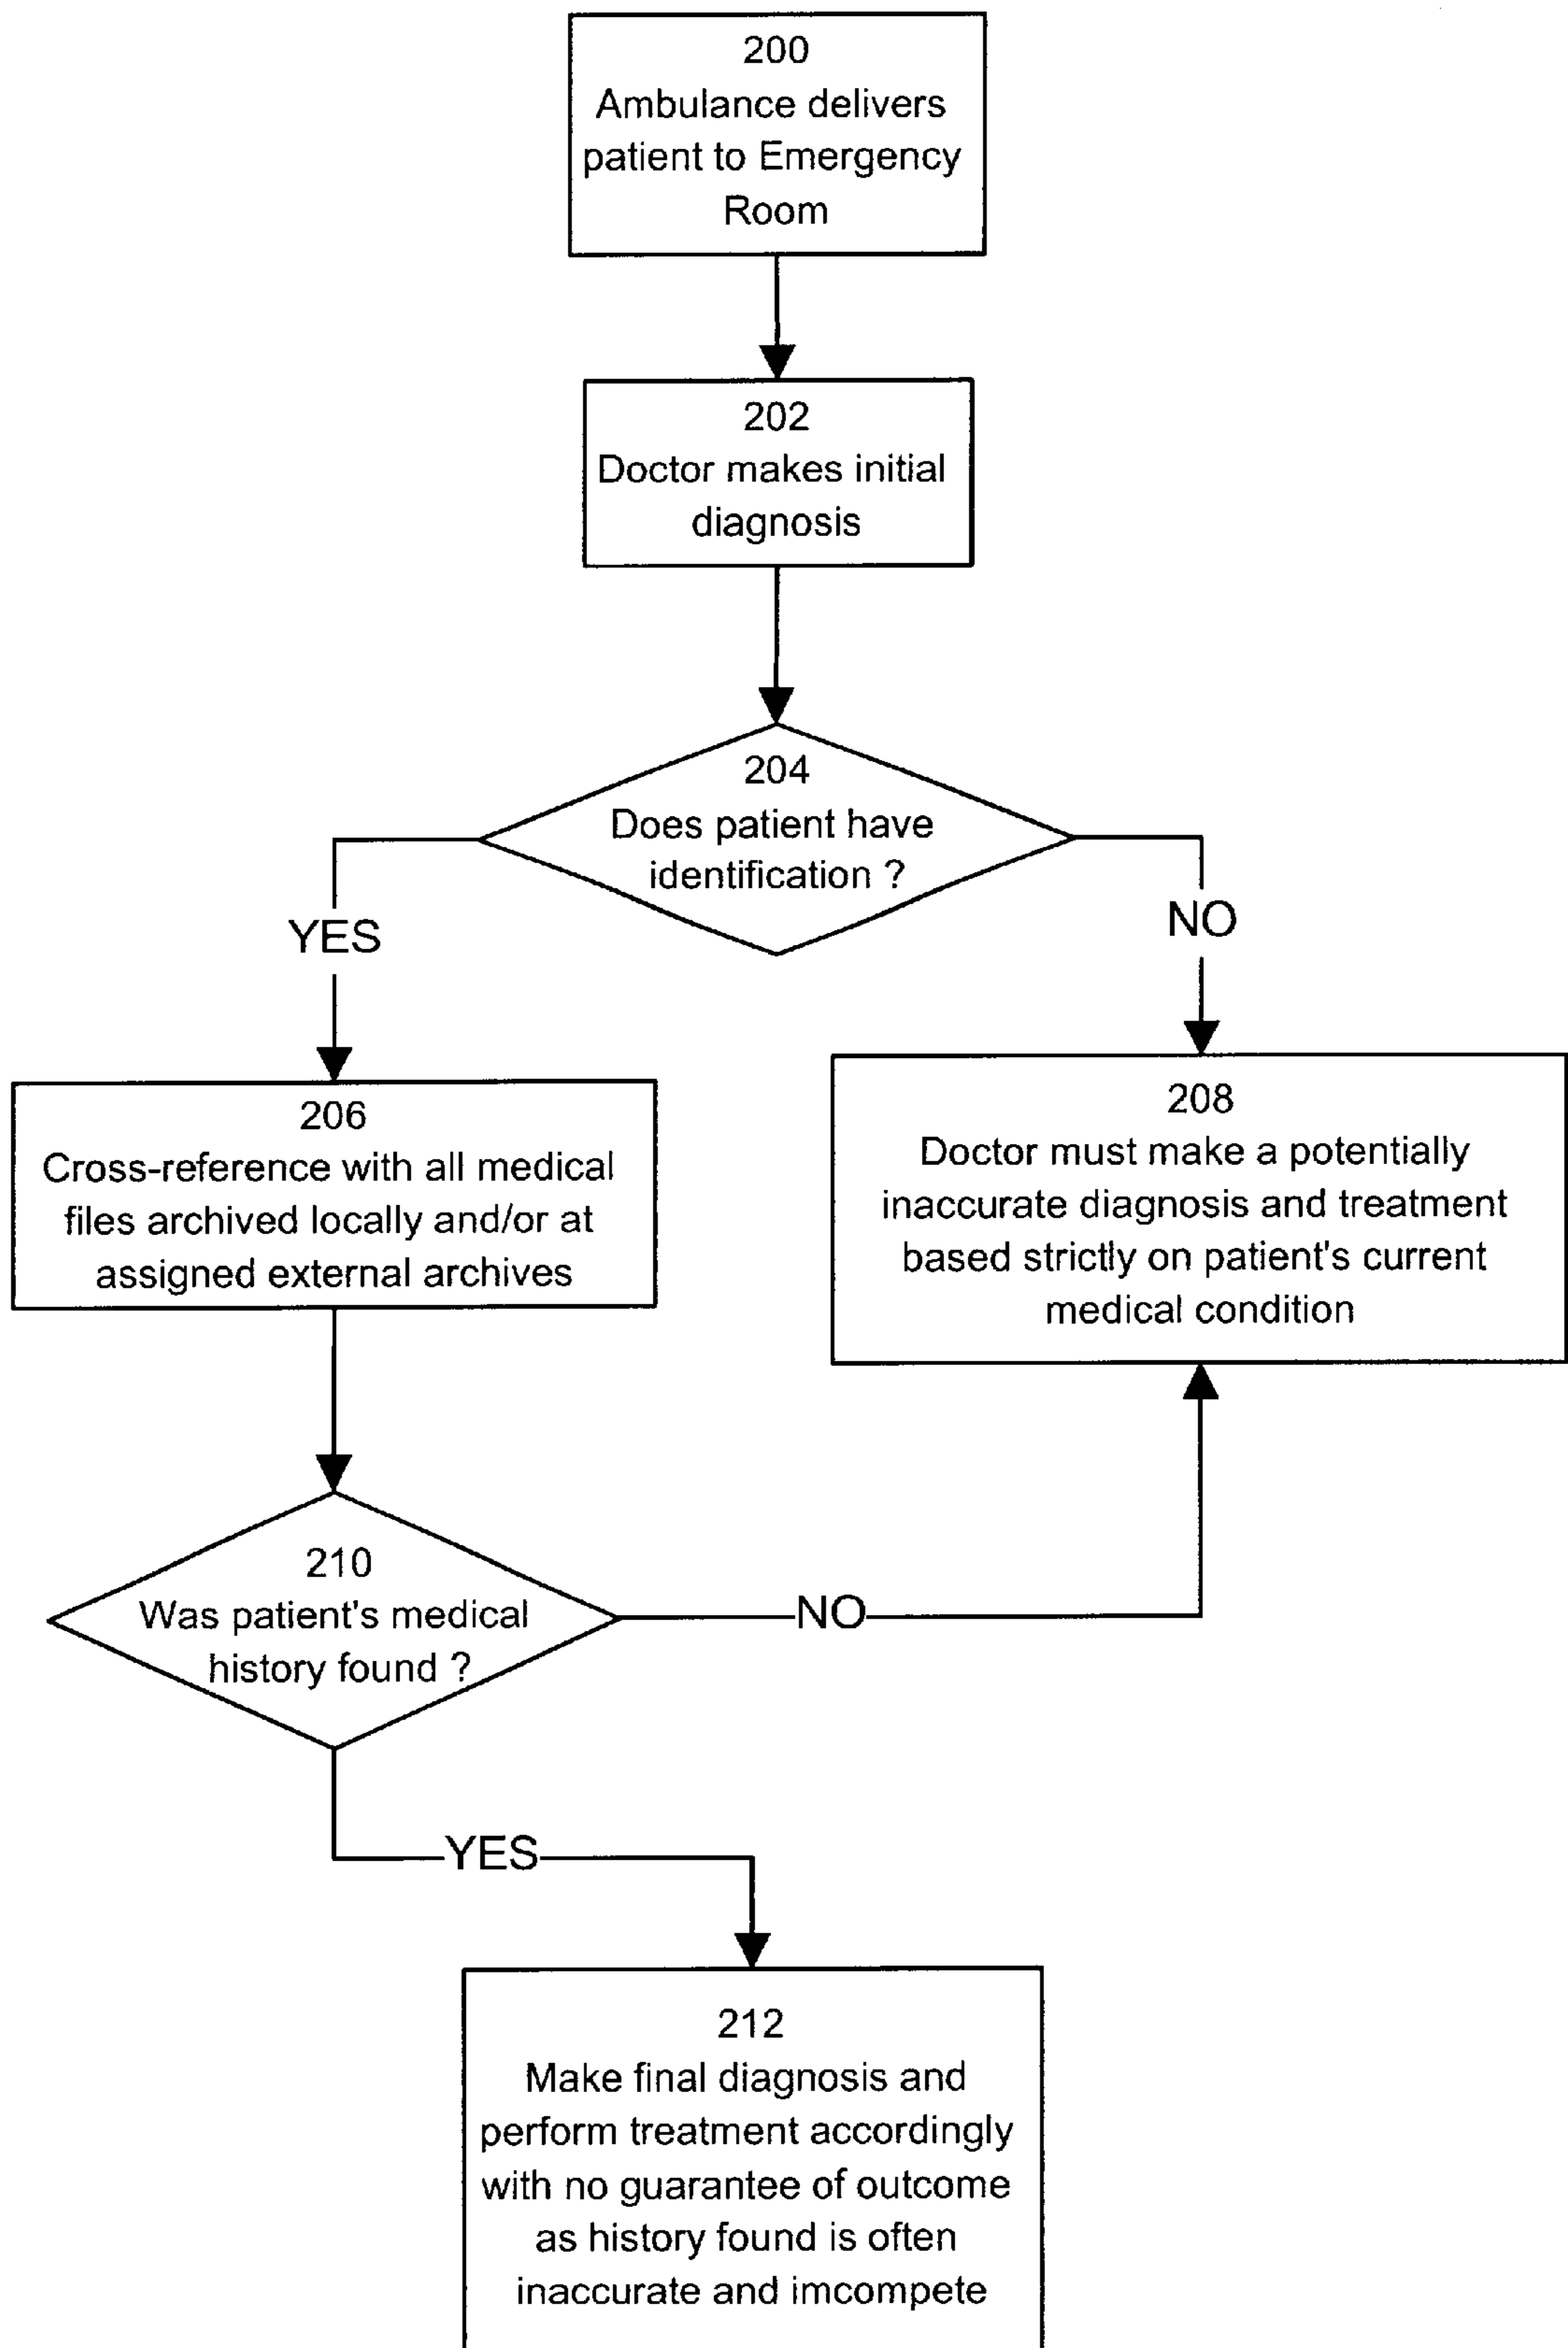 200
Ambulance delivers
patient to Emergency
Room
202
Doctor makes initial
diagnosis
204
Does patient have
identification ?
YES
NO
206
Cross-reference with all medical
files archived locally and/or at
assigned external archives
208
Doctor must make a potentially
inaccurate diagnosis and treatment
based strictly on patient's current
medical condition
210
Was patient's medical
history found ?
NO
YES
212
Make final diagnosis and
perform treatment accordingly
with no guarantee of outcome
as history found is often
inaccurate and imcompete